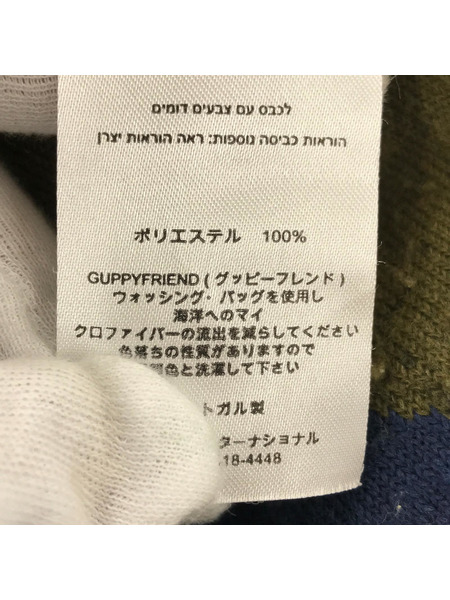 לכבס עם צבעים דומים
הוראות כביסה נוספות: ראה הוראות יצרן
ポリエステル 100%
GUPPYFRIEND ( グッピーフレンド )
ウォッシング・バッグを使用し
海洋へのマイ
クロファイバーの流出を減らしてください
色落ちの性質がありますので
色と洗濯して下さい
トガル製
ターナショナル
18-4448